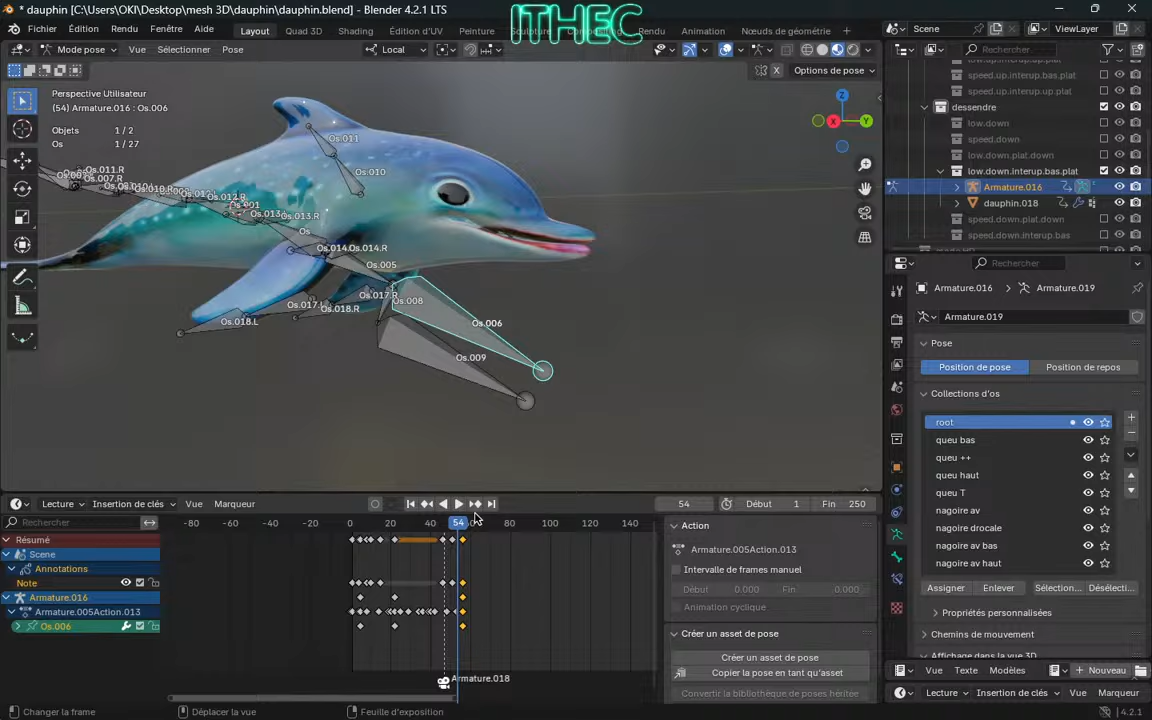 * dauphin [C:\Users\OKI\Desktop\mesh 3D\dauphin\dauphin.blend] - Blender 4.2.1 LTS
ITHEC
Fichier Édition Rendu Fenêtre Aide Layout Quad 3D Shading Édition d'UV Peinture Rendu Animation Nœuds de géométrie
Scene ViewLayer
Mode pose Vue Sélectionner Pose Local
Rechercher
X Options de pose
Perspective Utilisateur
(54) Armature.016 : Os.006
Objets 1 / 2
Os 1 / 27
Z
X
Y
Os.011
Os.010
Os.011.R
Os.007.R
Os.012.R
Os.001
Os.013.R
Os
Os.014.R
Os.005
Os.017.R
Os.008
Os.018.R
Os.018.L
Os.006
Os.009
speed.up.interup.bas.plat
speed.up.interup.up.plat
dessendre
low.down
speed.down
low.down.plat.down
low.down.interup.bas.plat
Armature.016
dauphin.018
speed.down.plat.down
speed.down.interup.bas
Rechercher
Armature.016 Armature.019
Armature.019
Pose
Position de pose Position de repos
Collections d'os
root
queu bas
queu ++
queu haut
queu T
nagoire av
nagoire drocale
nagoire av bas
nagoire av haut
Assigner Enlever Sélection... Désélecti...
Propriétés personnalisées
Chemins de mouvement
Affichage dans la vue 3D
Vue Texte Modèles Nouveau
Lecture Insertion de clés Vue Marqueur
Lecture Insertion de clés Vue Marqueur 54 Début 1 Fin 250
Rechercher
-80 -60 -40 -20 0 20 40 54 80 100 120 140
Résumé
Scene
Annotations
Note
Armature.016
Armature.005Action.013
Os.006
Armature.018
Action
Armature.005Action.013
Intervalle de frames manuel
Début 0.000 Fin 0.000
Animation cyclique
Créer un asset de pose
Créer un asset de pose
Copier la pose en tant qu'asset
Convertir la bibliothèque de poses héritée
Changer la frame Déplacer la vue Feuille d'exposition 4.2.1